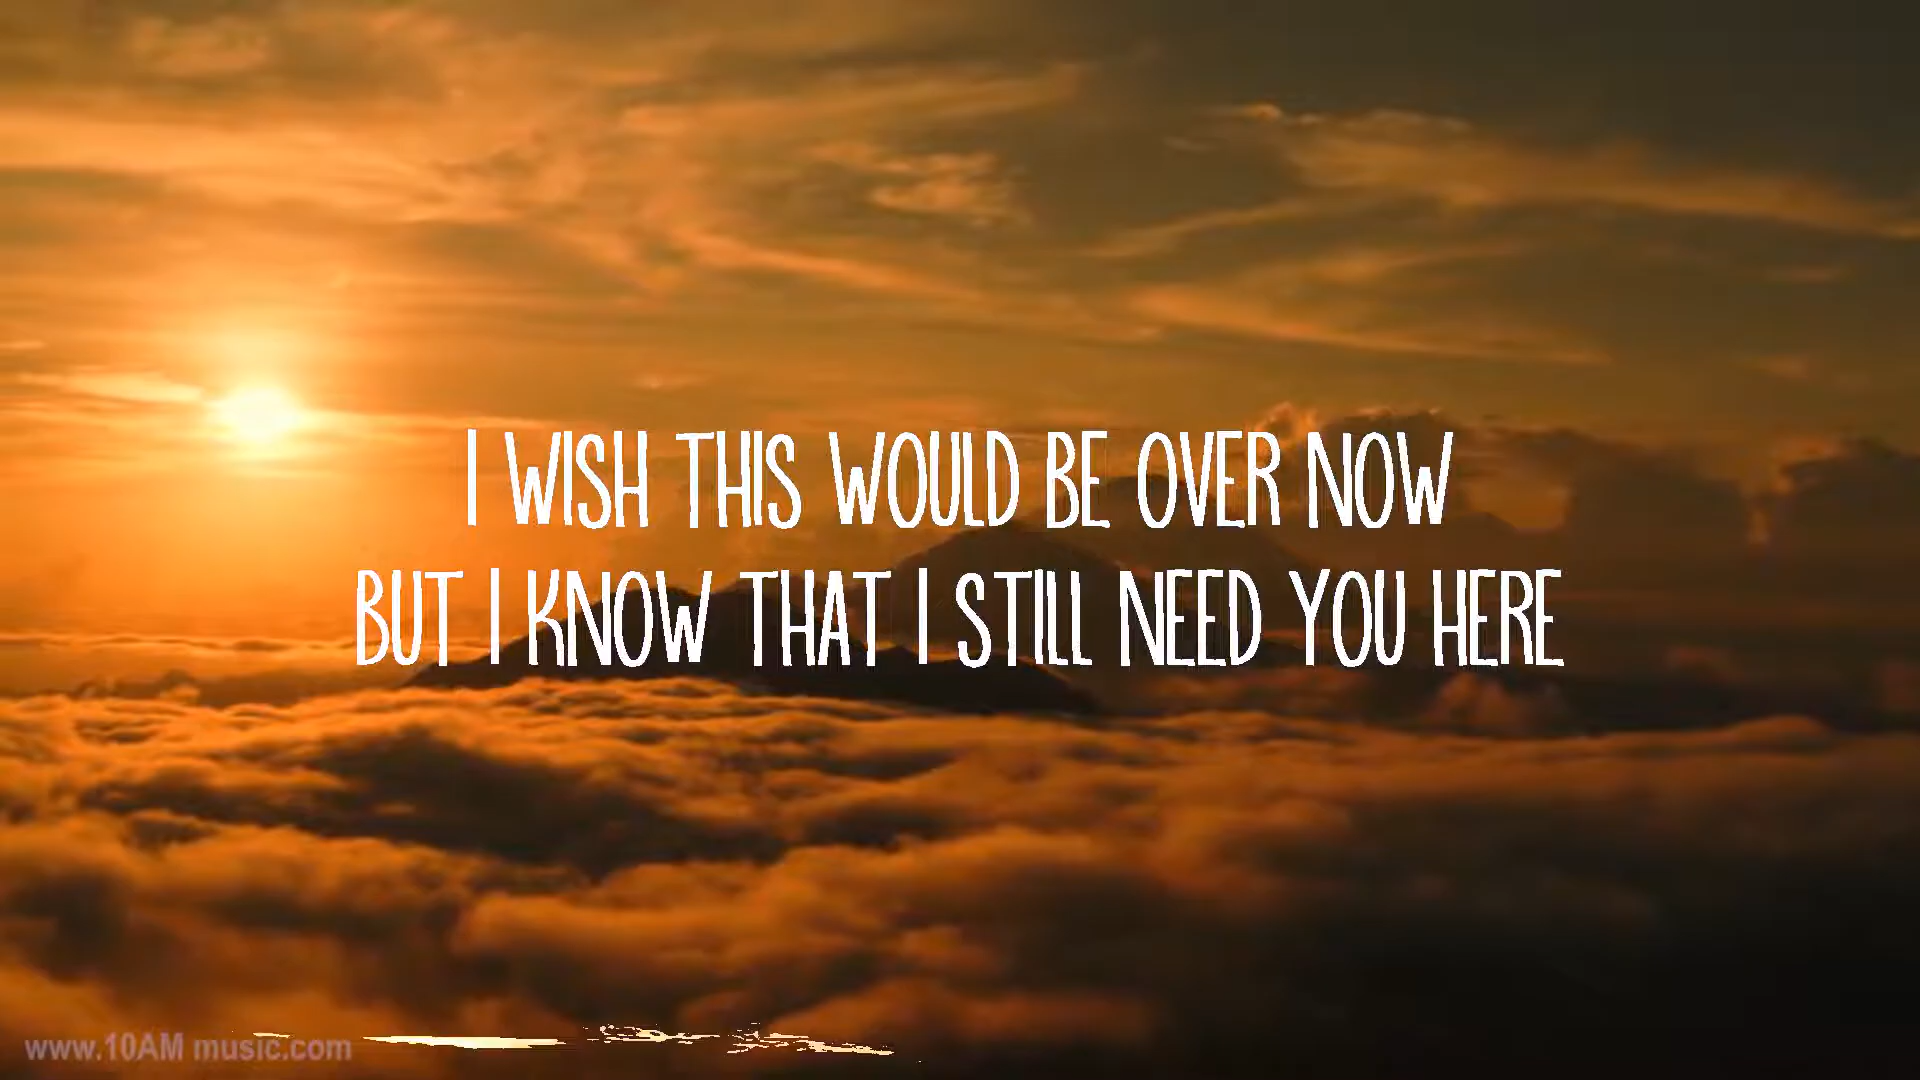 I WISH THIS WOULD BE OVER NOW
BUT I KNOW THAT I STILL NEED YOU HERE
www.10AM music.com